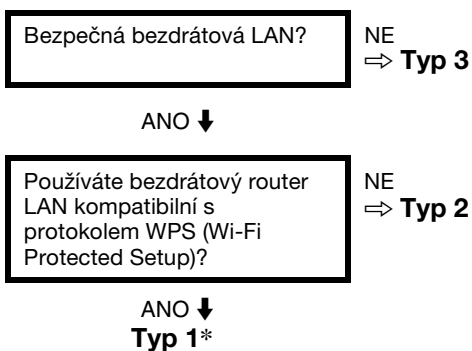 Bezpečná bezdrátová LAN?
NE
⇨ Typ 3
ANO ⬇
Používáte bezdrátový router
LAN kompatibilní s
protokolem WPS (Wi-Fi
Protected Setup)?
NE
⇨ Typ 2
ANO ⬇
Typ 1*